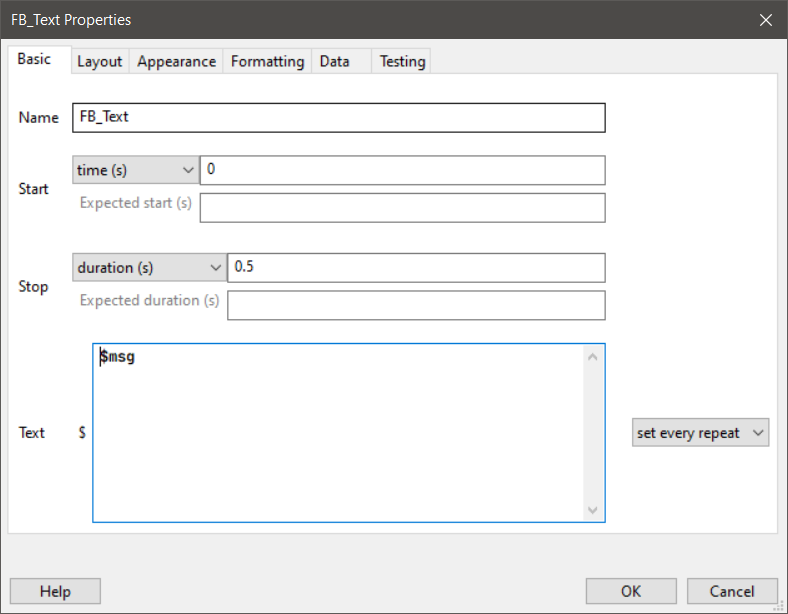 FB_Text Properties
Basic Layout Appearance Formatting Data Testing
Name FB_Text
time (s) 0
Start
Expected start (s)
duration (s) 0.5
Stop
Expected duration (s)
$msg
Text $ set every repeat
Help OK Cancel